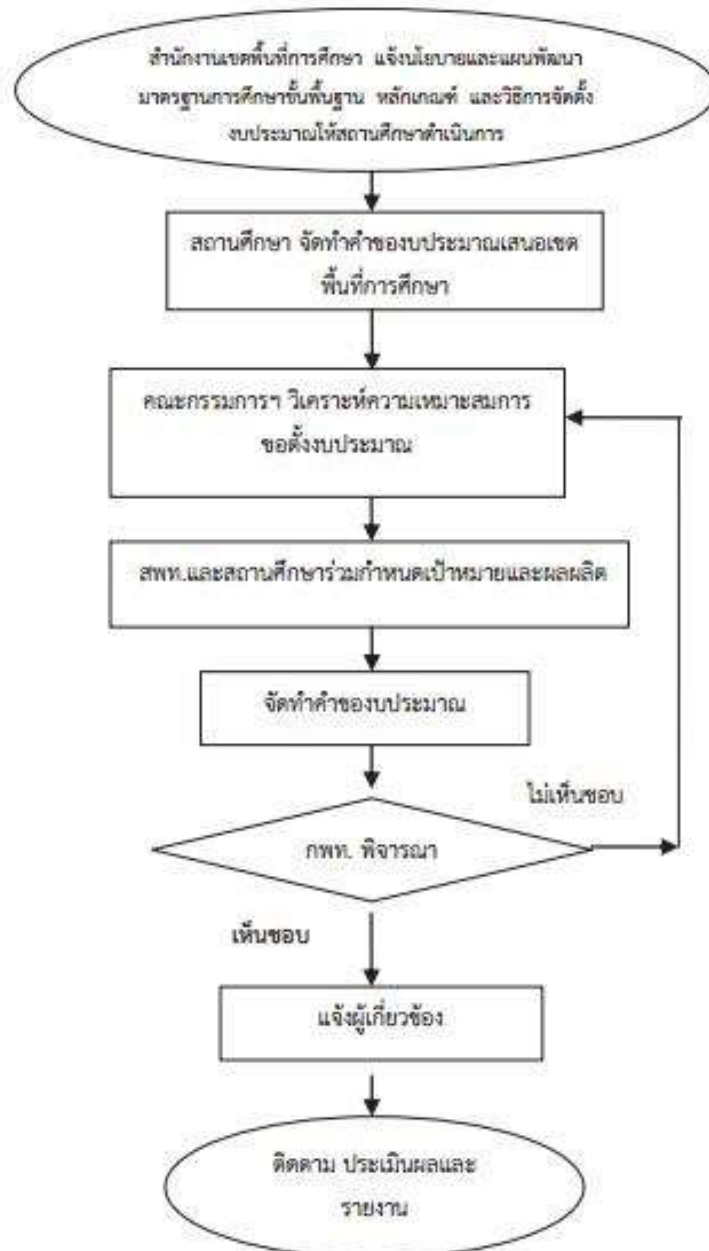 สำนักงานเขตพื้นที่การศึกษา แจ้งนโยบายและแผนพัฒนา
มาตรฐานการศึกษาขั้นพื้นฐาน หลักเกณฑ์ และวิธีการจัดตั้ง
งบประมาณให้สถานศึกษาดำเนินการ
สถานศึกษา จัดทำคำของบประมาณเสนอเขต
พื้นที่การศึกษา
คณะกรรมการฯ วิเคราะห์ความเหมาะสมการ
ขอตั้งงบประมาณ
สพท.และสถานศึกษาร่วมกำหนดเป้าหมายและผลผลิต
จัดทำคำของบประมาณ
ไม่เห็นชอบ
กพท. พิจารณา
เห็นชอบ
แจ้งผู้เกี่ยวข้อง
ติดตาม ประเมินผลและ
รายงาน